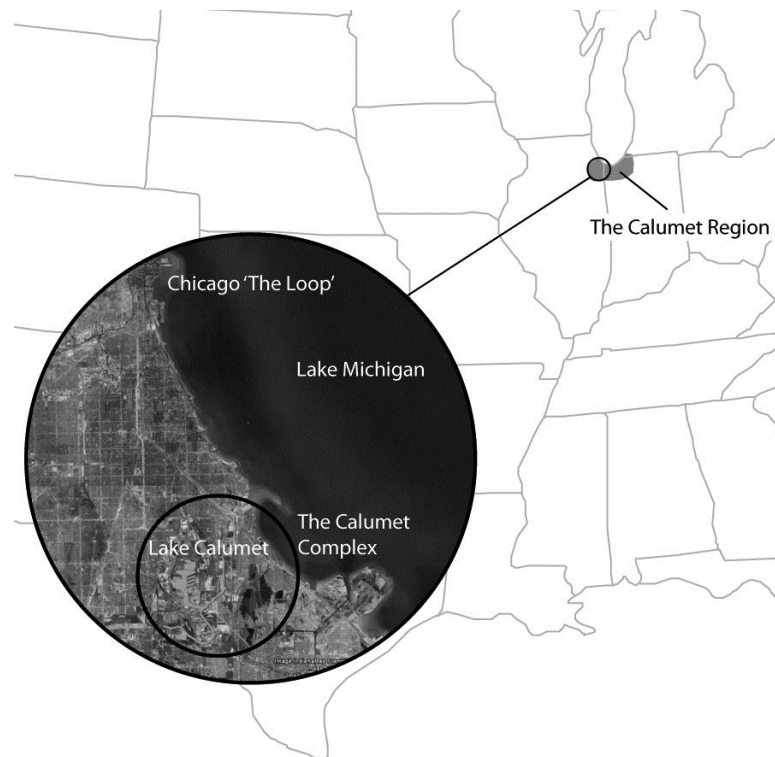 The Calumet Region
Chicago 'The Loop'
Lake Michigan
The Calumet
Complex
Lake Calumet